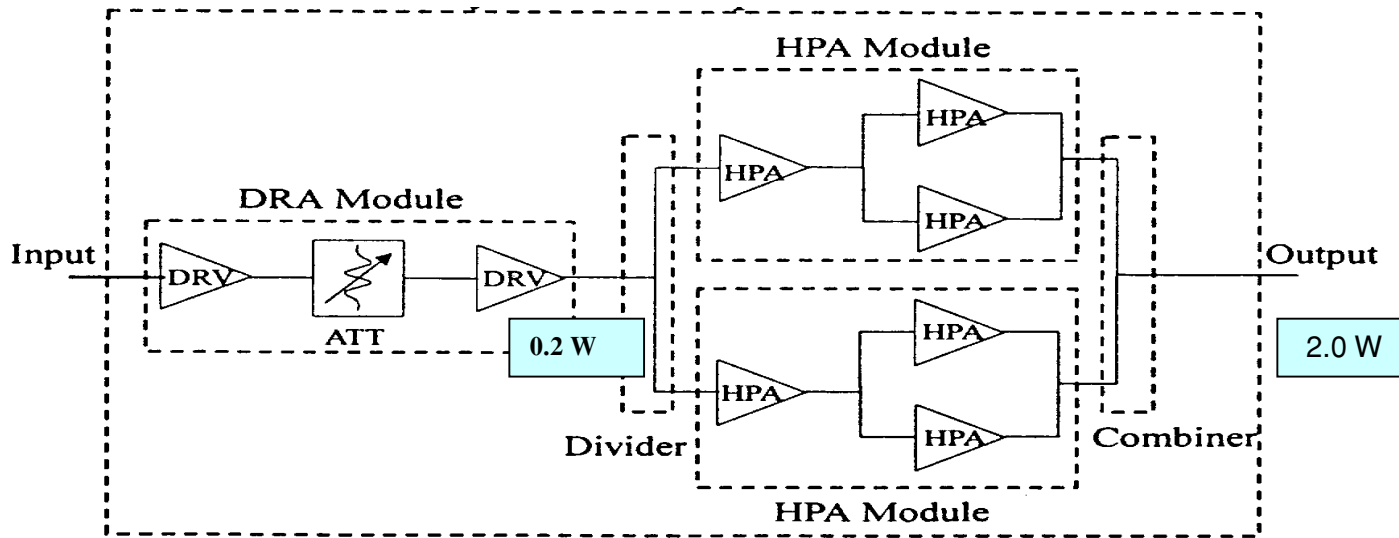 HPA Module
HPA
HPA
HPA
DRA Module
Input
DRV
DRV
Output
ATT
0.2 W
2.0 W
HPA
HPA
HPA
Divider
Combiner
HPA Module